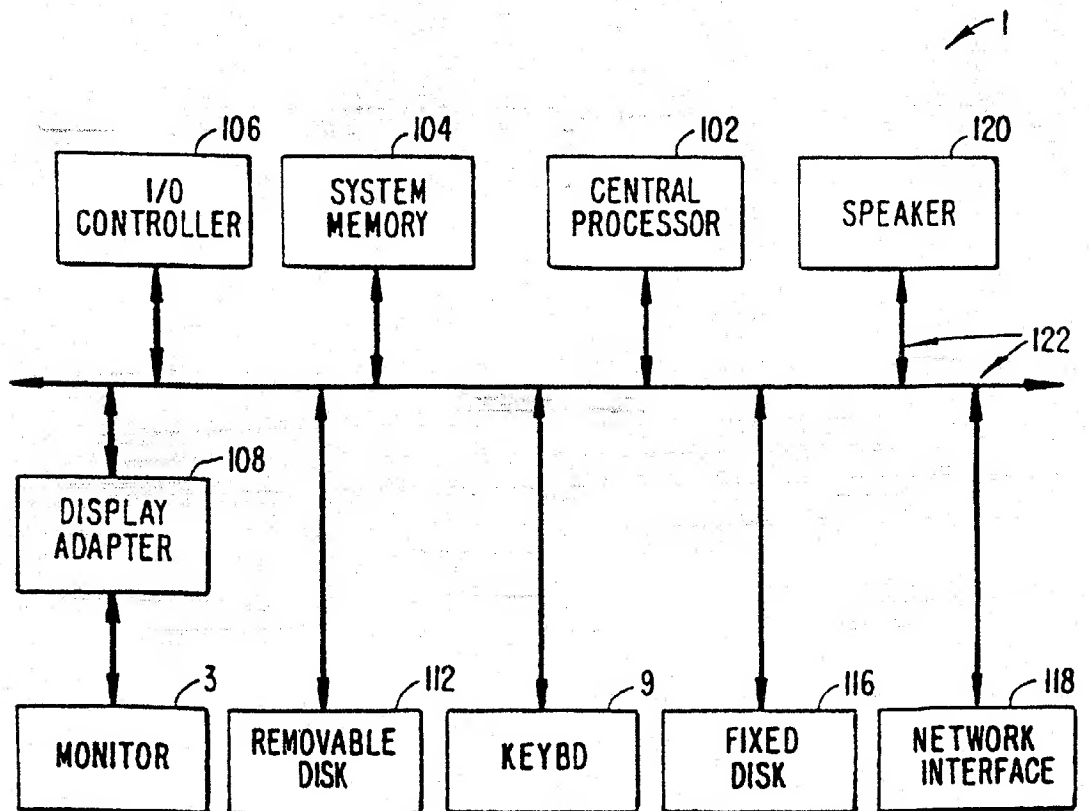 1
106
104
102
120
I/O
CONTROLLER
SYSTEM
MEMORY
CENTRAL
PROCESSOR
SPEAKER
122
108
DISPLAY
ADAPTER
3
112
9
116
118
MONITOR
REMOVABLE
DISK
KEYBD
FIXED
DISK
NETWORK
INTERFACE